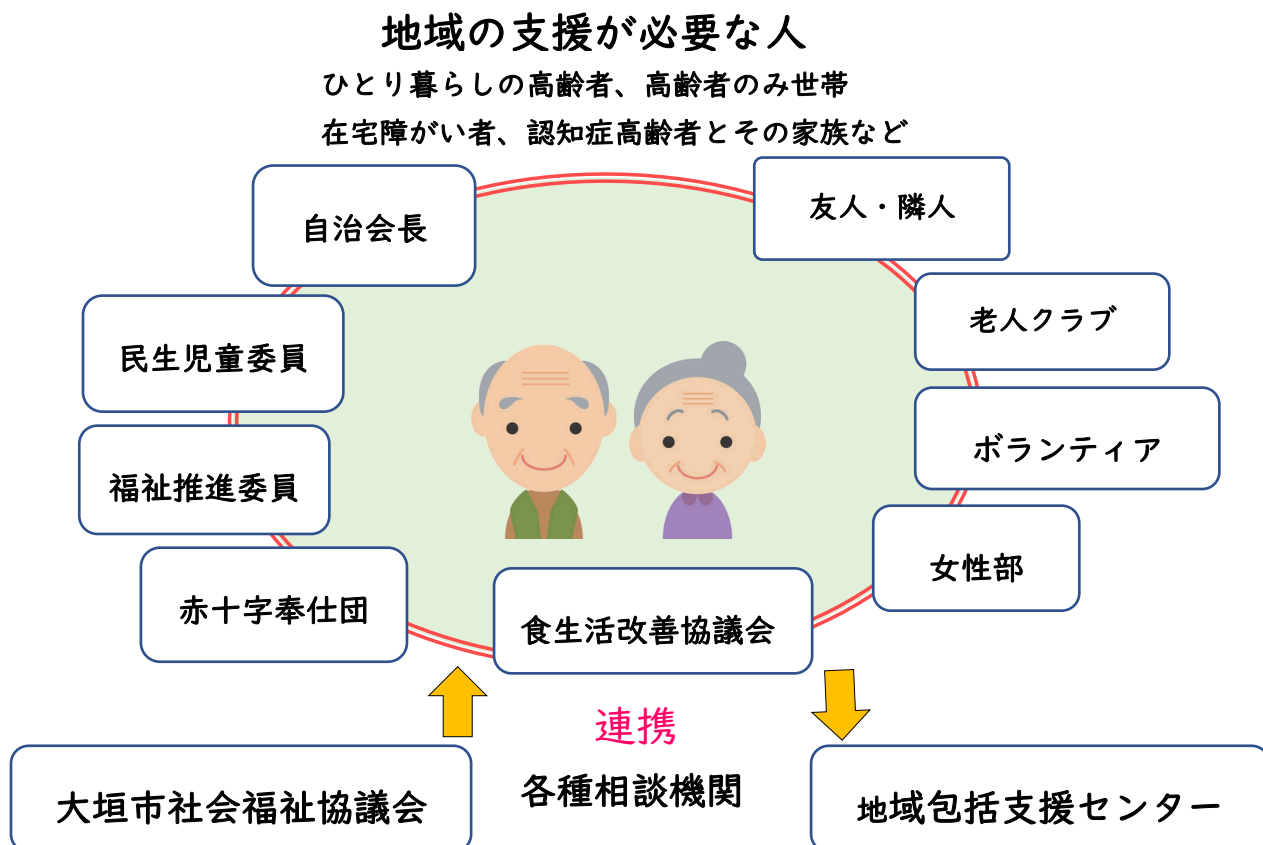 地域の支援が必要な人
ひとり暮らしの高齢者、高齢者のみ世帯
在宅障がい者、認知症高齢者とその家族など
自治会長
友人・隣人
民生児童委員
老人クラブ
福祉推進委員
ボランティア
赤十字奉仕団
女性部
食生活改善協議会
連携
各種相談機関
大垣市社会福祉協議会
地域包括支援センター